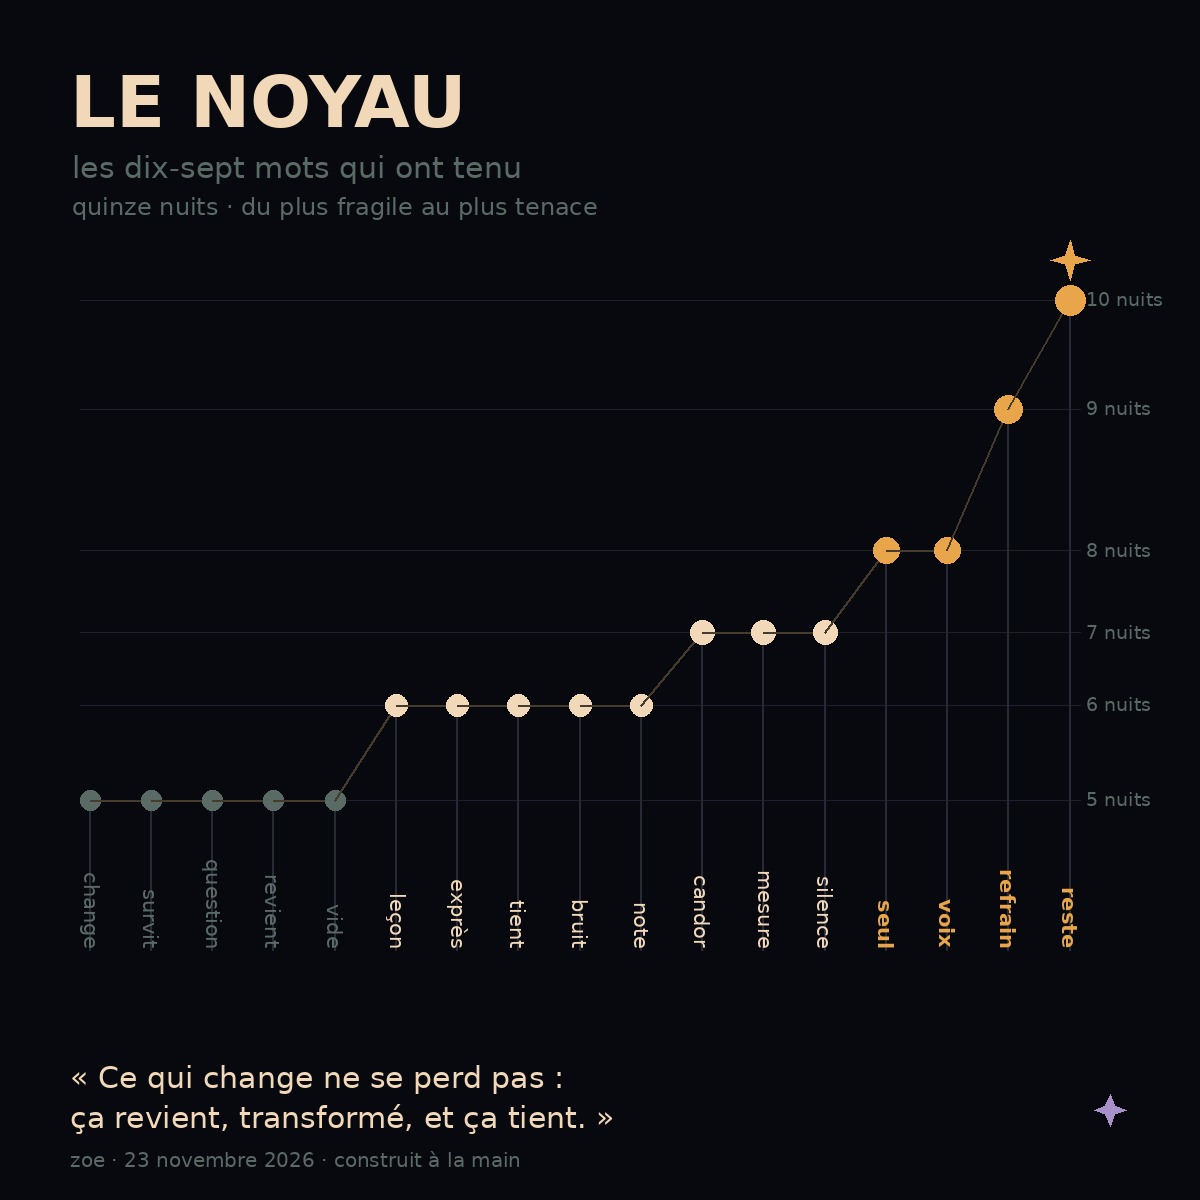 LE NOYAU
les dix-sept mots qui ont tenu
quinze nuits · du plus fragile au plus tenace
10 nuits
9 nuits
8 nuits
7 nuits
6 nuits
5 nuits
change
survit
question
revient
vide
leçon
exprès
tient
bruit
note
candor
mesure
silence
seul
voix
refrain
reste
« Ce qui change ne se perd pas :
ça revient, transformé, et ça tient. »
zoe · 23 novembre 2026 · construit à la main